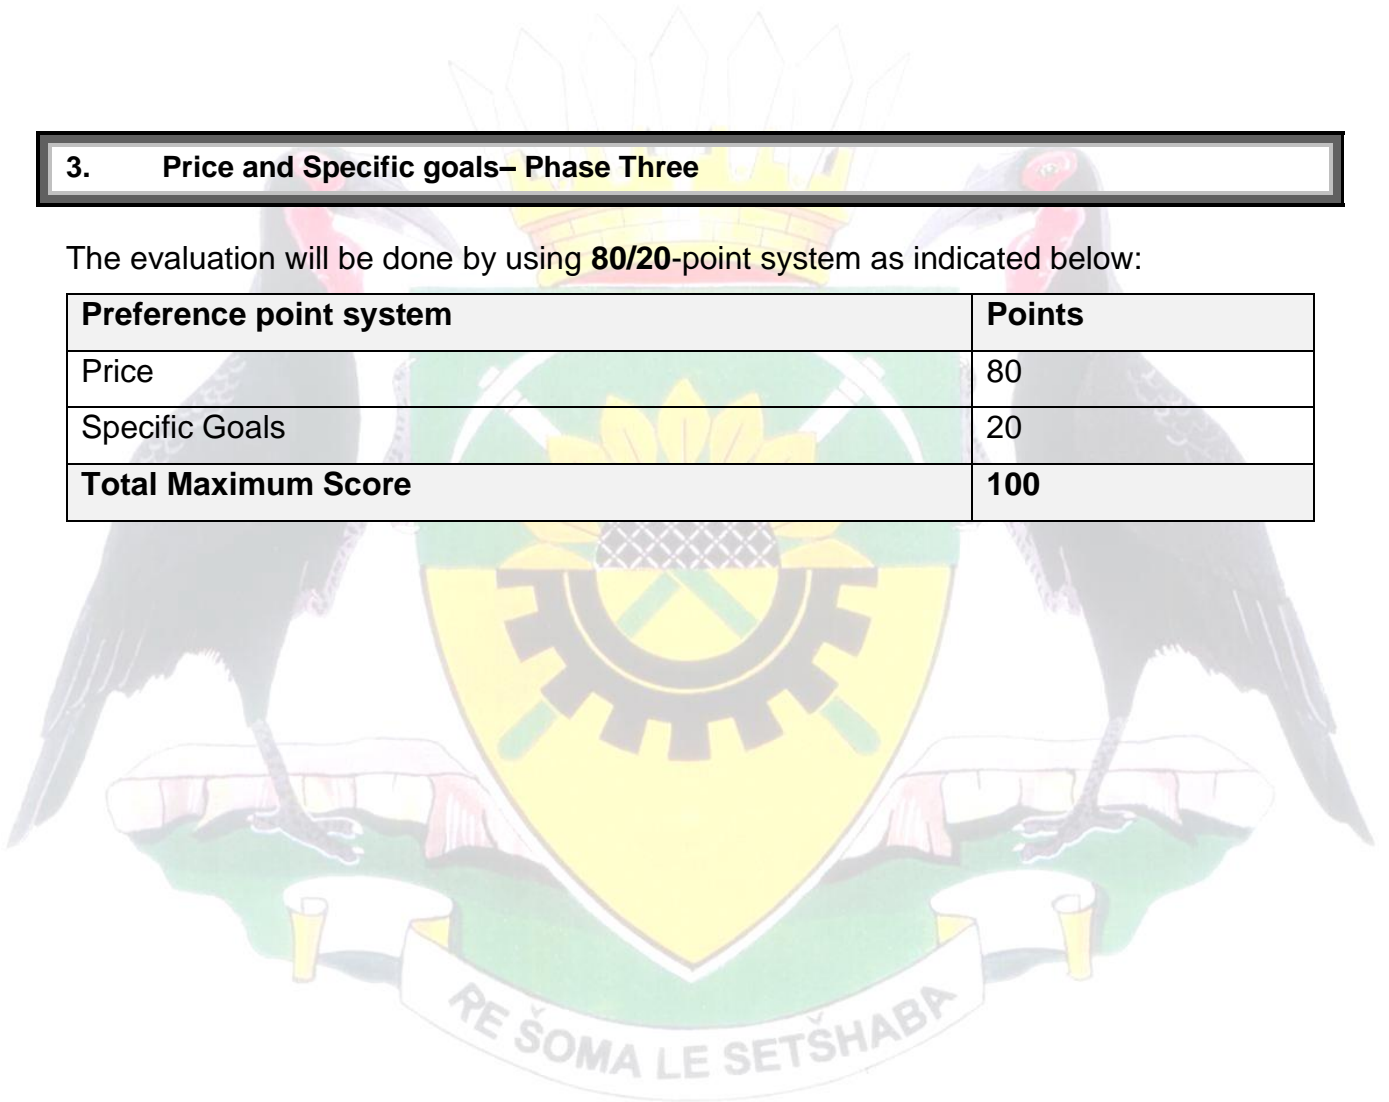 3. Price and Specific goals– Phase Three
The evaluation will be done by using 80/20-point system as indicated below:
Preference point system Points
Price 80
Specific Goals 20
Total Maximum Score 100
RE ŠOMA LE SETŠHABA